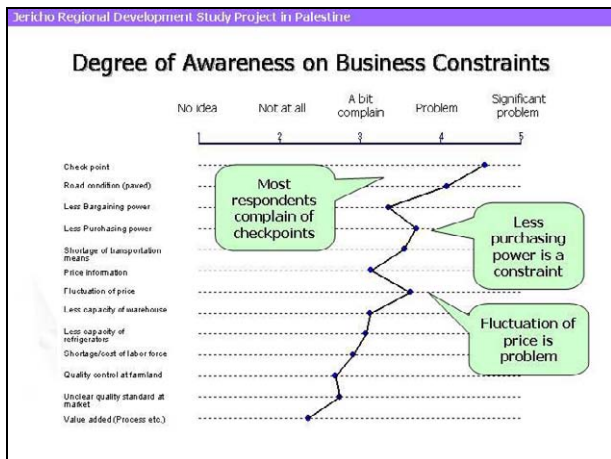 Jericho Regional Development Study Project in Palestine
Degree of Awareness on Business Constraints
No idea
Not at all
A bit
complain
Problem
Significant
problem
1
2
3
4
5
Check point
Road condition (paved)
Less Bargaining power
Less Purchasing power
Shortage of transportation
means
Price information
Fluctuation of price
Less capacity of warehouse
Less capacity of
refrigerators
Shortage/cost of labor force
Quality control at farmland
Unclear quality standard at
market
Value added (Process etc.)
Most
respondents
complain of
checkpoints
Less
purchasing
power is a
constraint
Fluctuation of
price is
problem